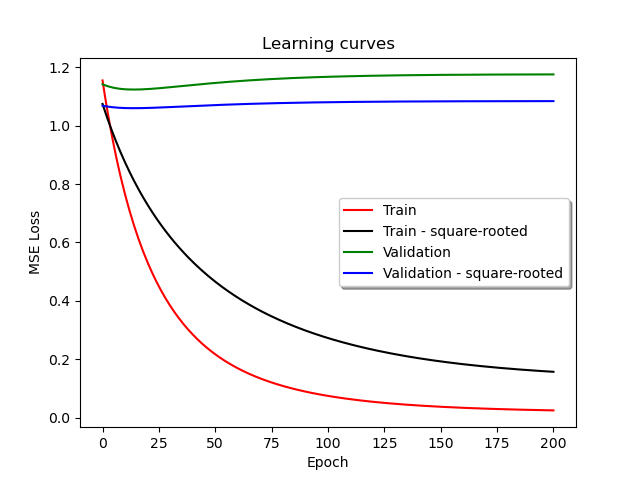 Learning curves
MSE Loss
1.2
1.0
0.8
0.6
0.4
0.2
0.0
Train
Train - square-rooted
Validation
Validation - square-rooted
0 25 50 75 100 125 150 175 200
Epoch